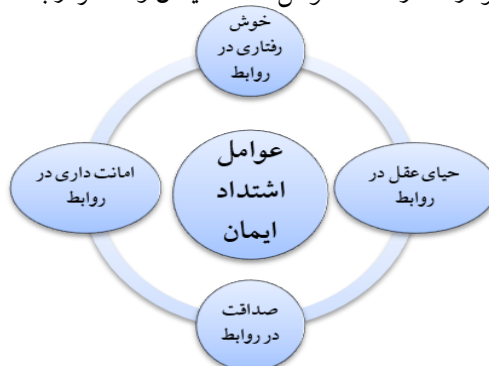 خوش
رفتاری در
روابط
عوامل
اشتداد
ایمان
حیای عقل در
روابط
امانت داری در
روابط
صداقت
در روابط